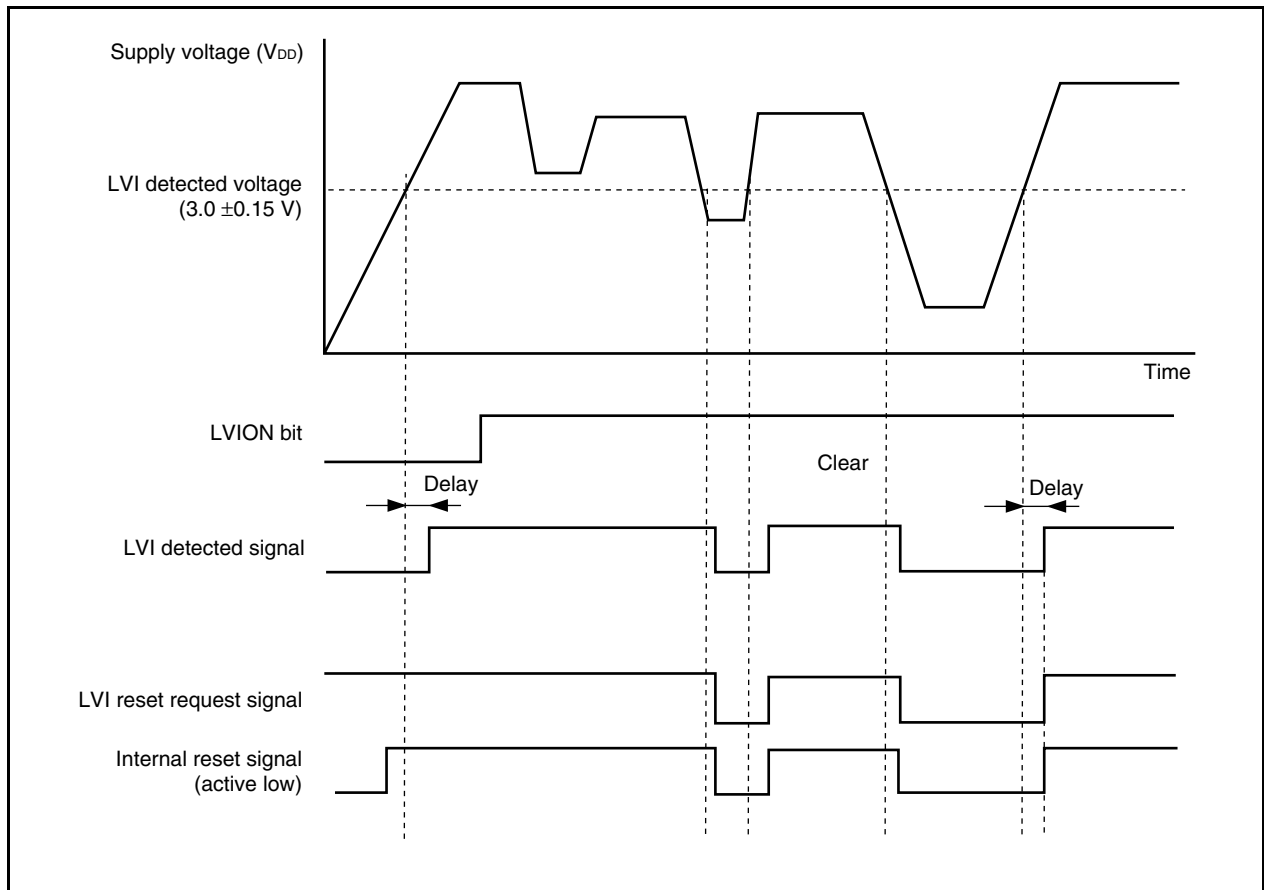 Supply voltage (VDD)
LVI detected voltage
(3.0 ±0.15 V)
Time
LVION bit
Clear
Delay
Delay
LVI detected signal
LVI reset request signal
Internal reset signal
(active low)